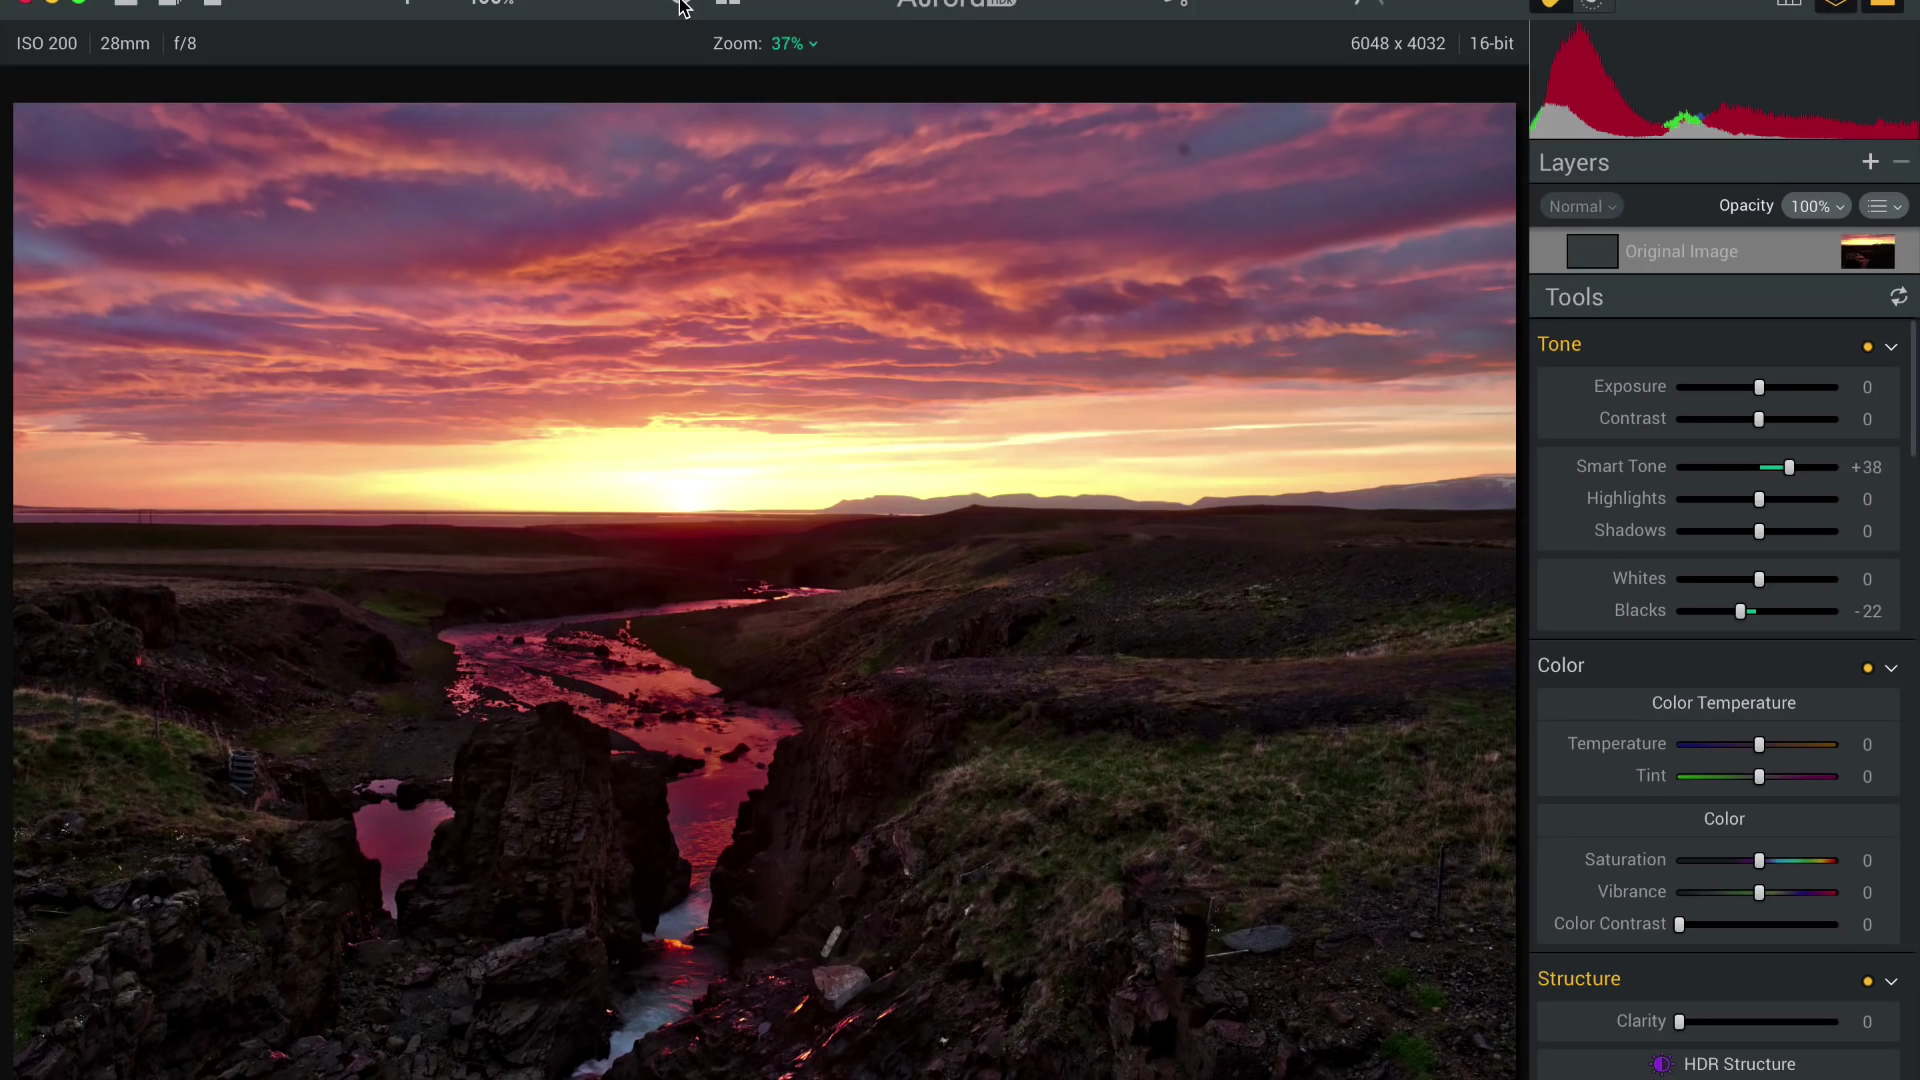 ISO 200 28mm f/8 Zoom: 37% 6048 x 4032 16-bit
Layers
Normal Opacity 100%
Original Image
Tools
Tone
Exposure 0
Contrast 0
Smart Tone +38
Highlights 0
Shadows 0
Whites 0
Blacks -22
Color
Color Temperature
Temperature 0
Tint 0
Color
Saturation 0
Vibrance 0
Color Contrast 0
Structure
Clarity 0
HDR Structure